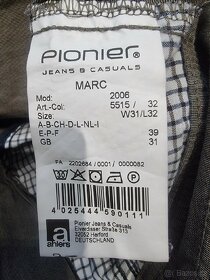 Pionier
JEANS & CASUALS
MARC
Mod: 2006
Art.-Col: 5515 / 32
Size W31/L32
A-B-CH-D-L-NL-I
E-P-F 39
GB 31
FA 2202684 / 0001 / 0000082
4 025444 590111
a
ahlers
Pionier Jeans & Casuals
Elverdisser Straße 313
32052 Herford
DEUTSCHLAND